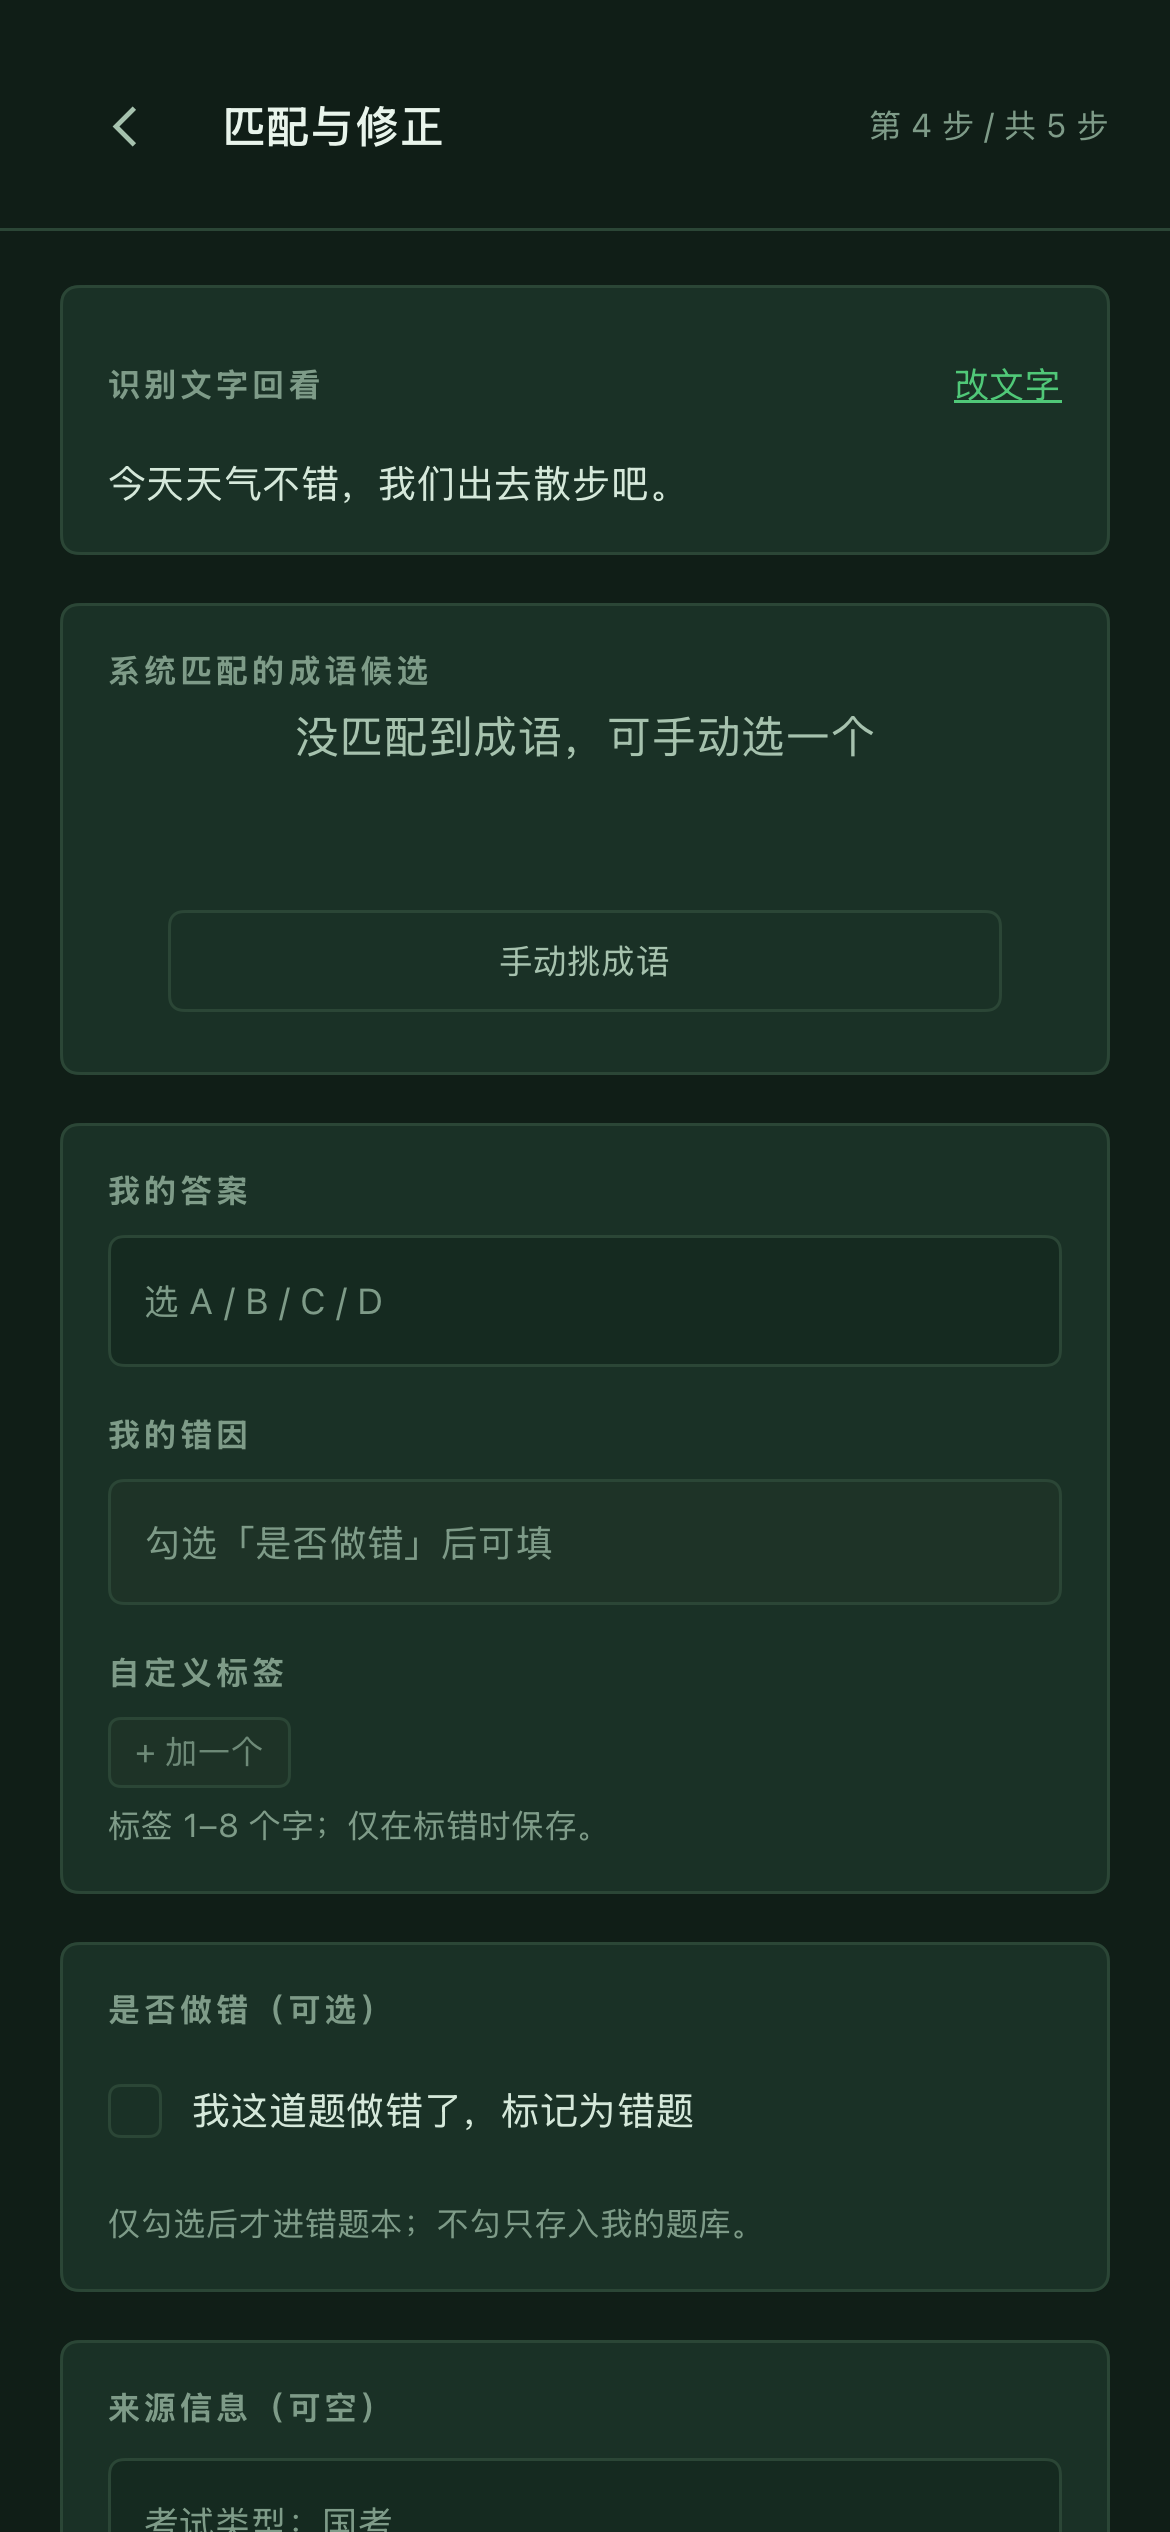 匹配与修正
第 4 步 / 共 5 步
识别文字回看
改文字
今天天气不错，我们出去散步吧。
系统匹配的成语候选
没匹配到成语，可手动选一个
手动挑成语
我的答案
选 A / B / C / D
我的错因
勾选「是否做错」后可填
自定义标签
+ 加一个
标签 1–8 个字；仅在标错时保存。
是否做错（可选）
我这道题做错了，标记为错题
仅勾选后才进错题本；不勾只存入我的题库。
来源信息（可空）
考试类型：国考